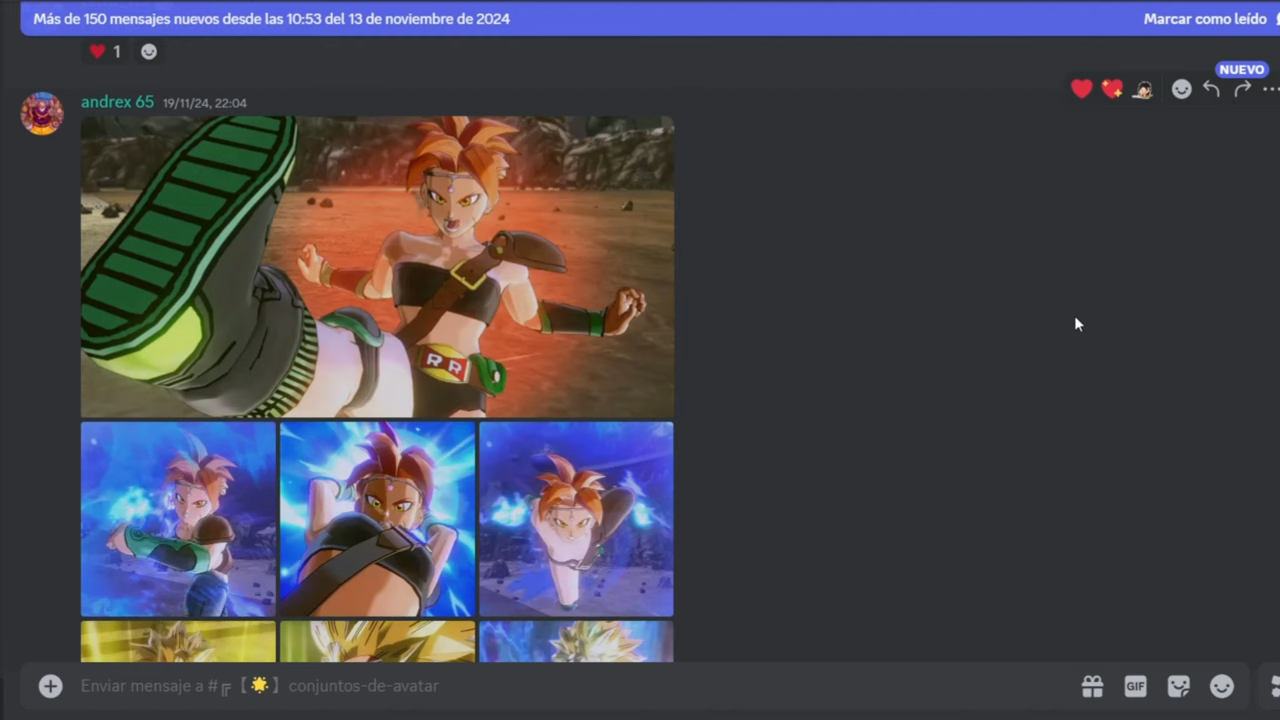 Más de 150 mensajes nuevos desde las 10:53 del 13 de noviembre de 2024
Marcar como leído
1
NUEVO
andrex 65 19/11/24, 22:04
RR
Enviar mensaje a #╔【🌟】conjuntos-de-avatar
GIF